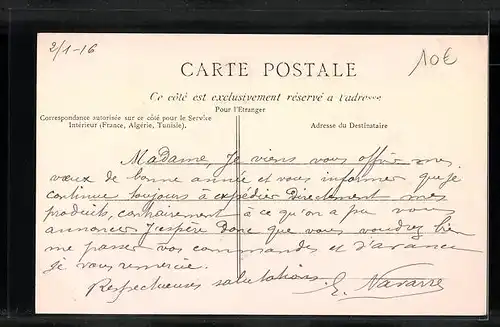 2/1-16
10€
CARTE POSTALE
Ce côté est exclusivement réservé a l'adresse
Pour l'Etranger
Correspondance autorisée sur ce côté pour le Service
Intérieur (France, Algérie, Tunisie).
Adresse du Destinataire
Madame, Je viens vous offrir mes
vœux de bonne année et vous informer que je
continue toujours à expédier Directement mes
produits, contrairement à ce qu'on a pu vous
annoncer. J'espère Donc que vous voudrez bien
me passer vos commandes et d'avance
je vous remercie.
Respectueuses salutations.
E. Navarre